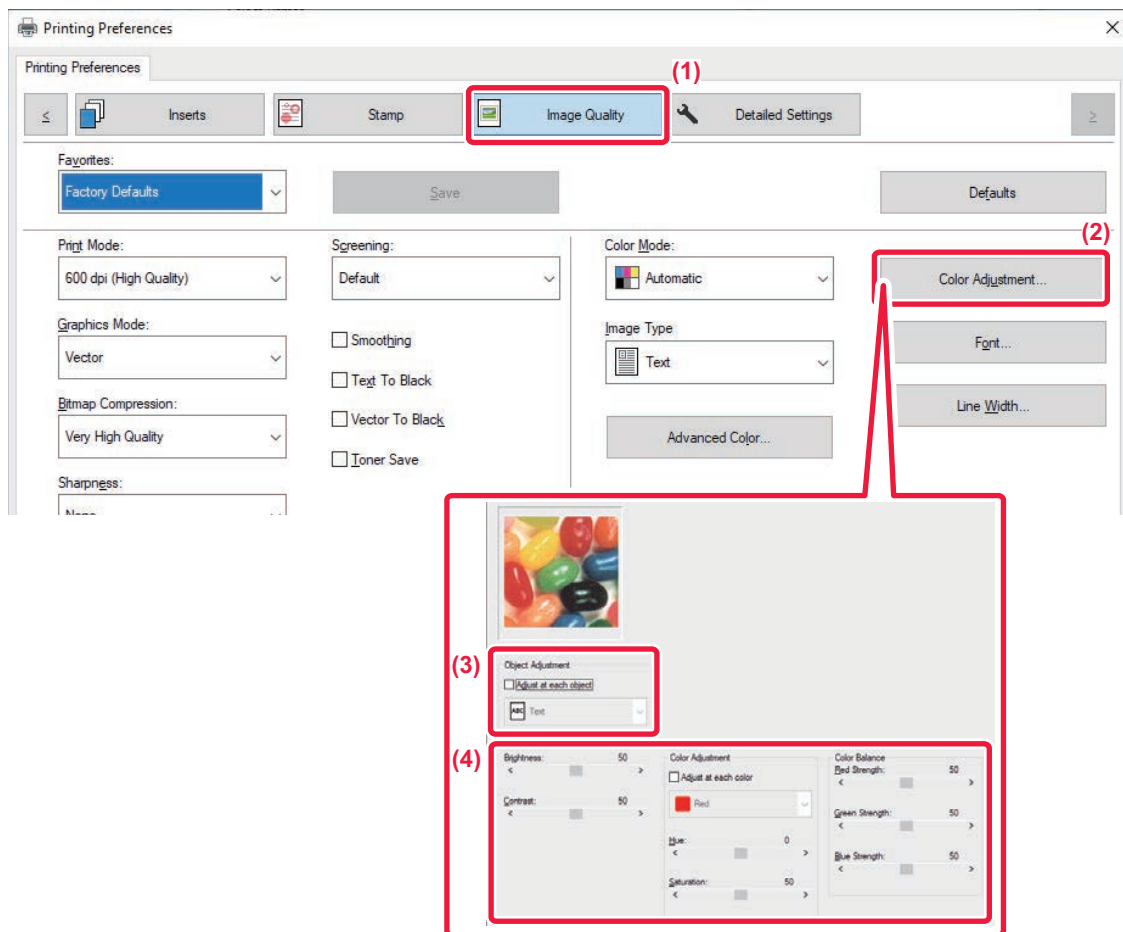 Printing Preferences
Printing Preferences
(1)
<
Inserts
Stamp
Image Quality
Detailed Settings
>
Favorites:
Factory Defaults
Save
Defaults
(2)
Print Mode:
600 dpi (High Quality)
Screening:
Default
Color Mode:
Automatic
Color Adjustment...
Graphics Mode:
Vector
Smoothing
Image Type
Text
Font...
Text To Black
Bitmap Compression:
Very High Quality
Vector To Black
Line Width...
Advanced Color...
Toner Save
Sharpness:
None
(3)
Object Adjustment
Adjust at each object
ABC Text
(4)
Brightness: 50
< >
Contrast: 50
< >
Color Adjustment
Adjust at each color
Red
Hue: 0
< >
Saturation: 50
< >
Color Balance
Red Strength: 50
< >
Green Strength: 50
< >
Blue Strength: 50
< >